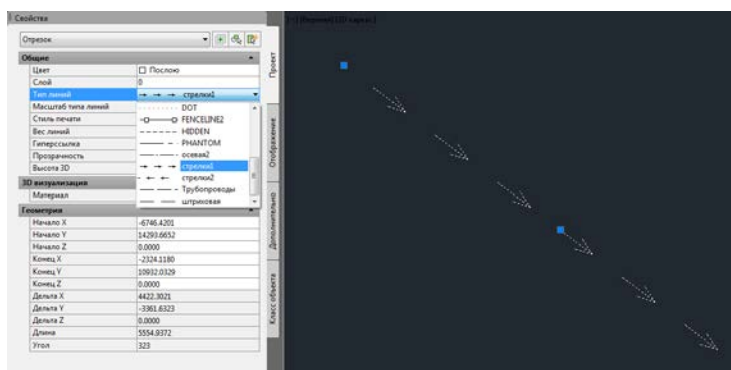 Свойства
Отрезок
Общие
Цвет Послою
Слой 0
Тип линий стрелки1
Масштаб типа линий DOT
Стиль печати FENCELINE2
Вес линий HIDDEN
Гиперссылка PHANTOM
Прозрачность осевая2
Высота 3D стрелки1
стрелки2
3D визуализация Трубопроводы
Материал штриховая
Геометрия
Начало X -6746.4201
Начало Y 14293.6652
Начало Z 0.0000
Конец X -2324.1180
Конец Y 10932.0329
Конец Z 0.0000
Дельта X 4422.3021
Дельта Y -3361.6323
Дельта Z 0.0000
Длина 5554.9372
Угол 323
Проект
Отображение
Дополнительно
Класс объекта